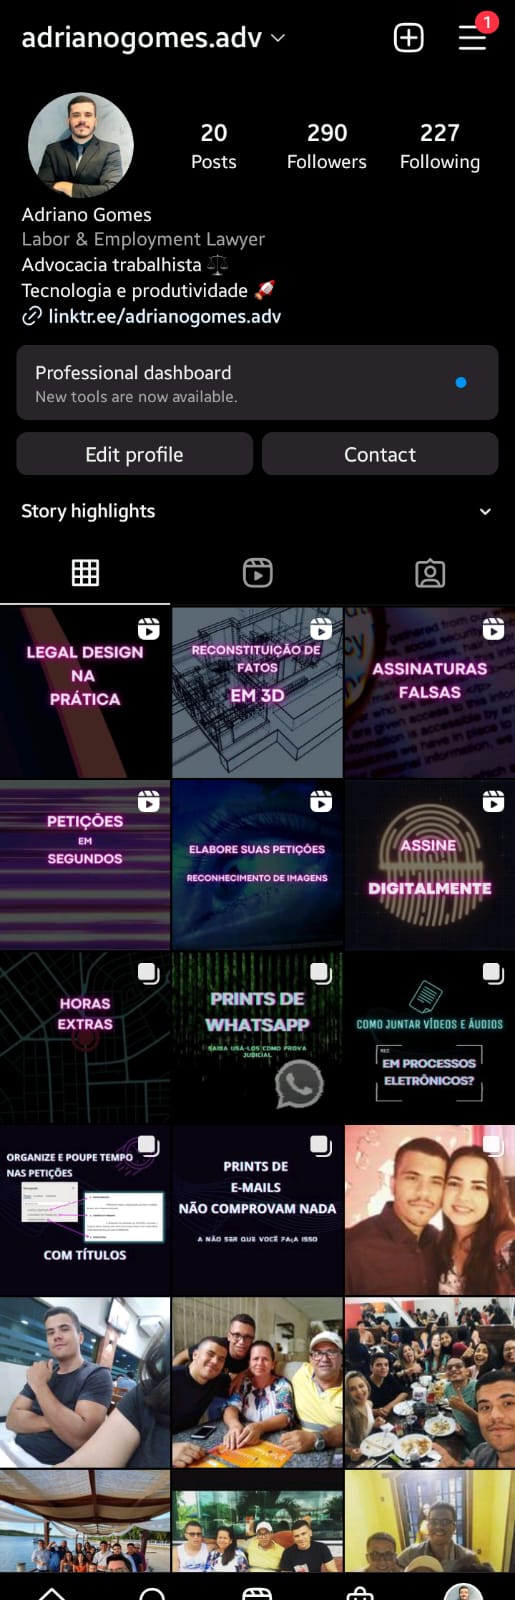 adrianogomes.adv
1
20
290
227
Posts
Followers
Following
Adriano Gomes
Labor & Employment Lawyer
Advocacia trabalhista
Tecnologia e produtividade
linktr.ee/adrianogomes.adv
Professional dashboard
New tools are now available.
Edit profile
Contact
Story highlights
LEGAL DESIGN
NA
PRÁTICA
RECONSTITUIÇÃO DE
FATOS
EM 3D
ASSINATURAS
FALSAS
PETIÇÕES
EM
SEGUNDOS
ELABORE SUAS PETIÇÕES
RECONHECIMENTO DE IMAGENS
ASSINE
DIGITALMENTE
HORAS
EXTRAS
PRINTS DE
WHATSAPP
SAIBA USÁ-LOS COMO PROVA
JUDICIAL
COMO JUNTAR VÍDEOS E ÁUDIOS
REC
EM PROCESSOS
ELETRÔNICOS?
ORGANIZE E POUPE TEMPO
NAS PETIÇÕES
COM TÍTULOS
PRINTS DE
E-MAILS
NÃO COMPROVAM NADA
A NÃO SER QUE VOCÊ FAÇA ISSO